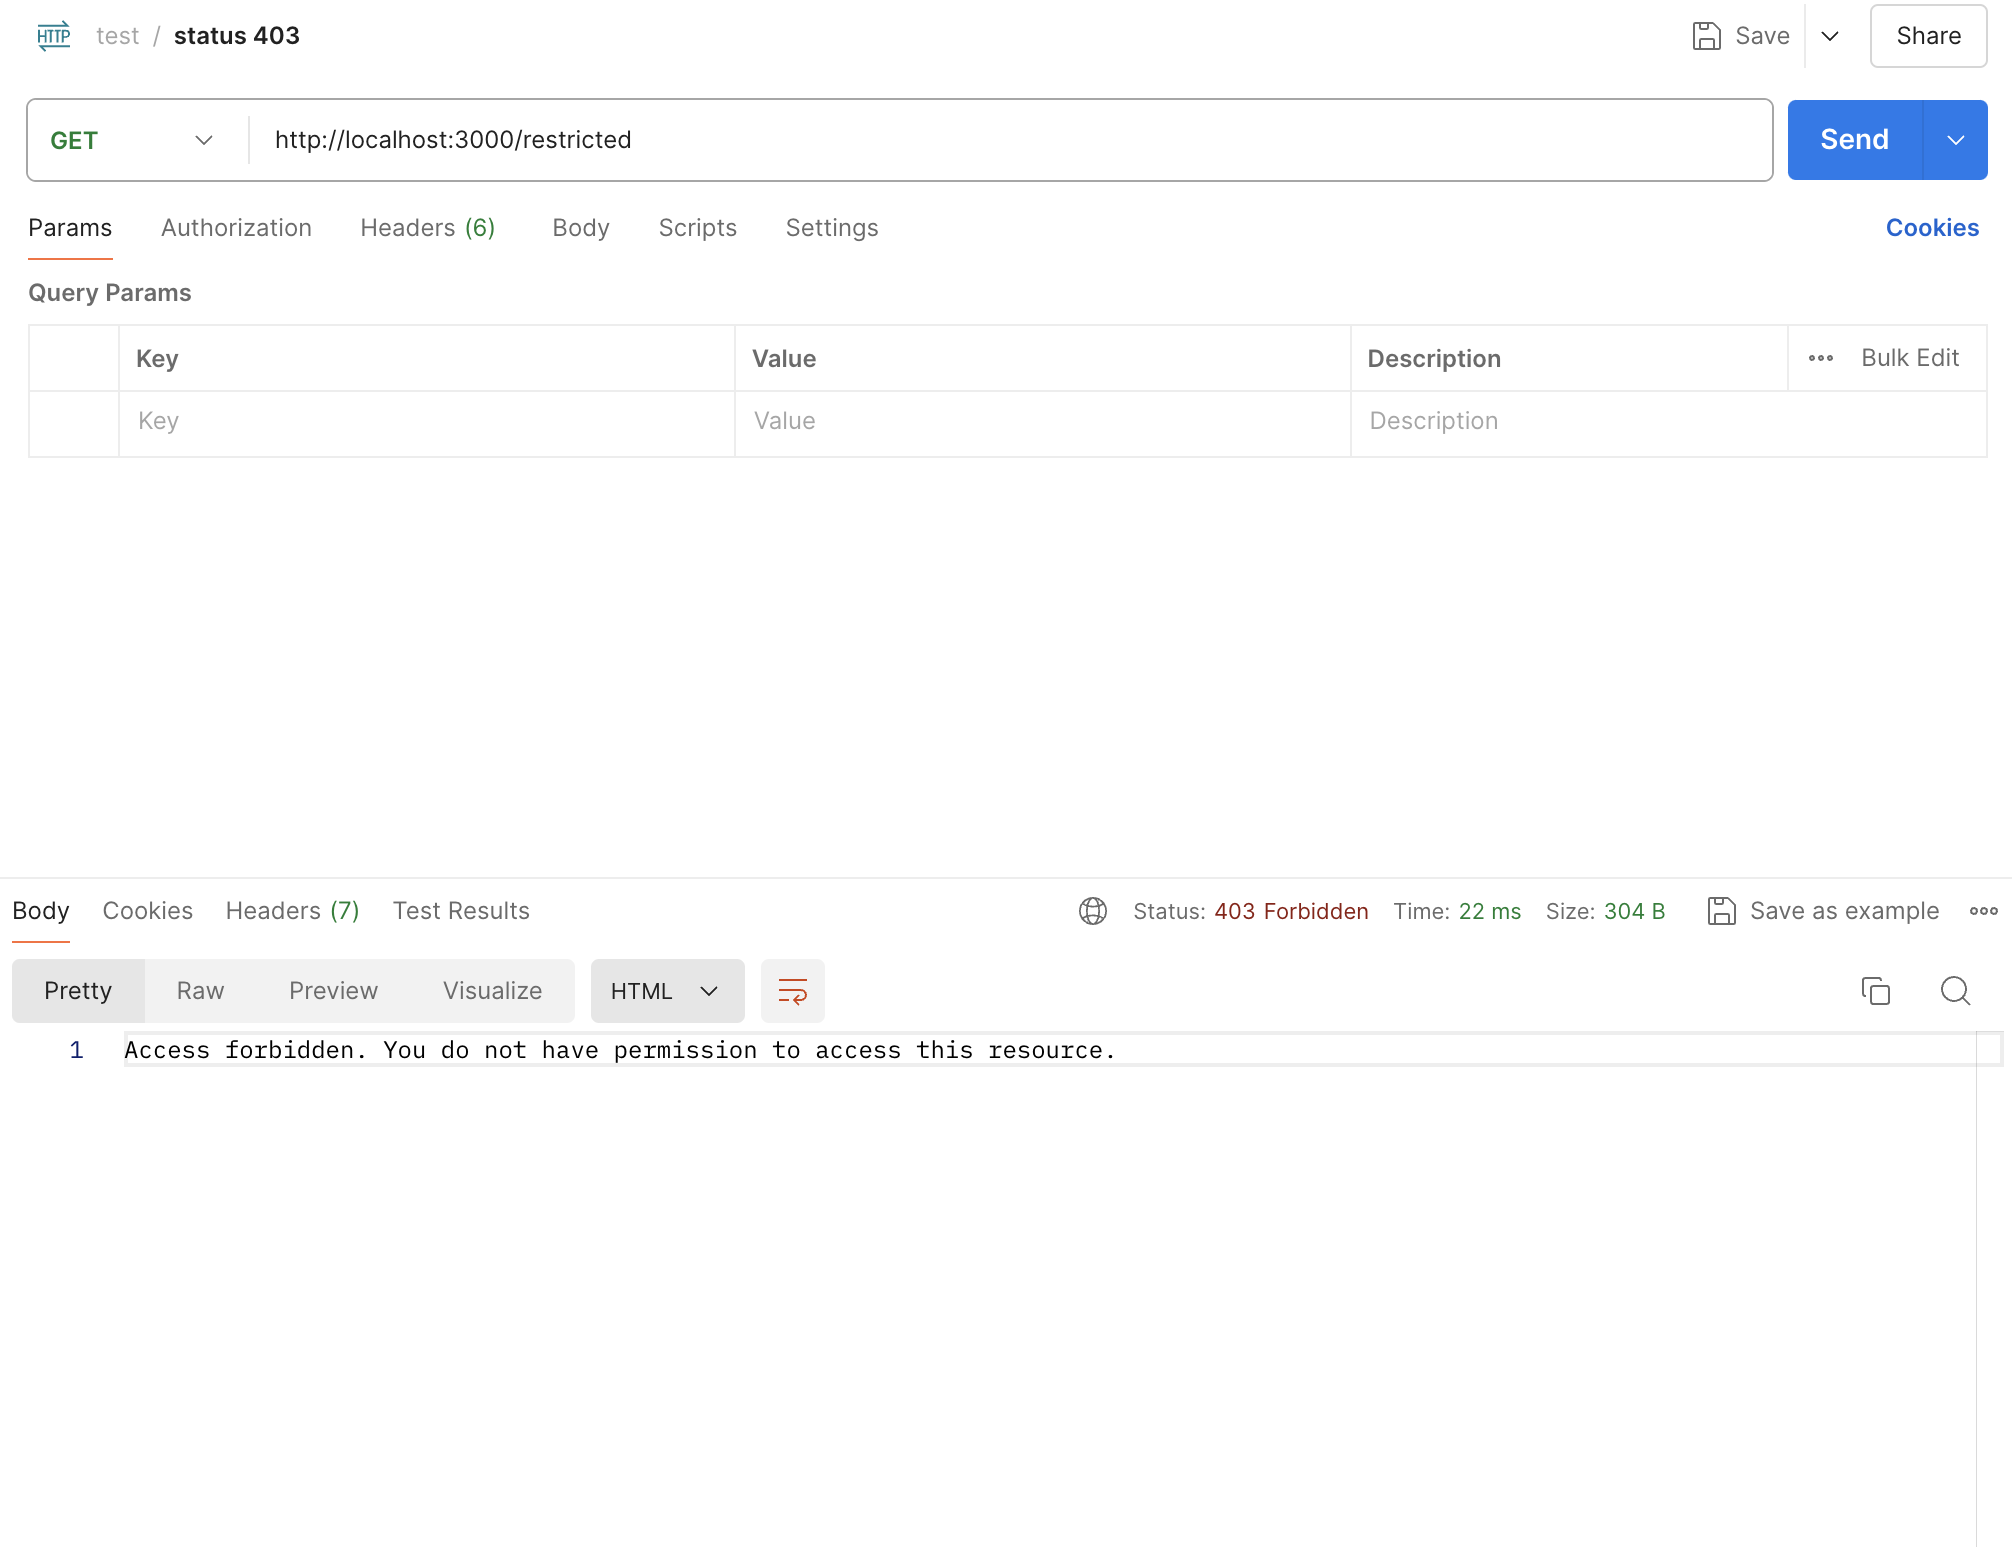 HTTP test / status 403 Save Share
GET http://localhost:3000/restricted Send
Params Authorization Headers (6) Body Scripts Settings Cookies
Query Params
Key Value Description Bulk Edit
Key Value Description
Body Cookies Headers (7) Test Results Status: 403 Forbidden Time: 22 ms Size: 304 B Save as example
Pretty Raw Preview Visualize HTML
1 Access forbidden. You do not have permission to access this resource.